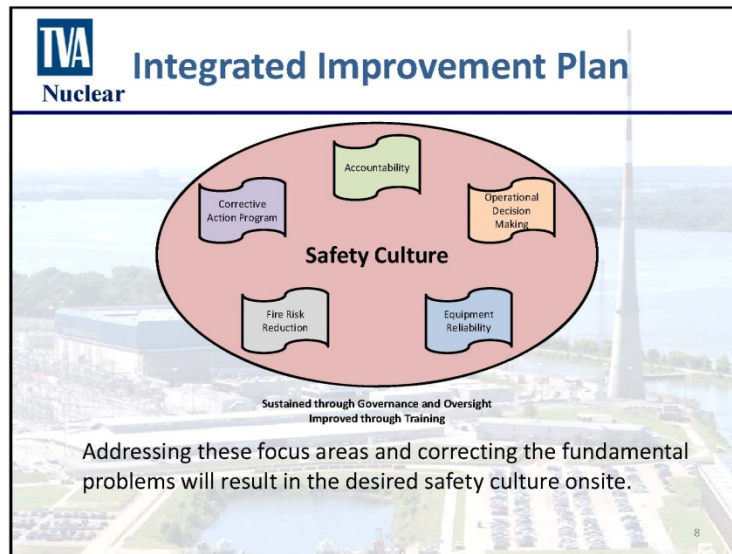 TVA
Nuclear
Integrated Improvement Plan
Accountability
Corrective
Action Program
Operational
Decision
Making
Safety Culture
Fire Risk
Reduction
Equipment
Reliability
Sustained through Governance and Oversight
Improved through Training
Addressing these focus areas and correcting the fundamental
problems will result in the desired safety culture onsite.
8